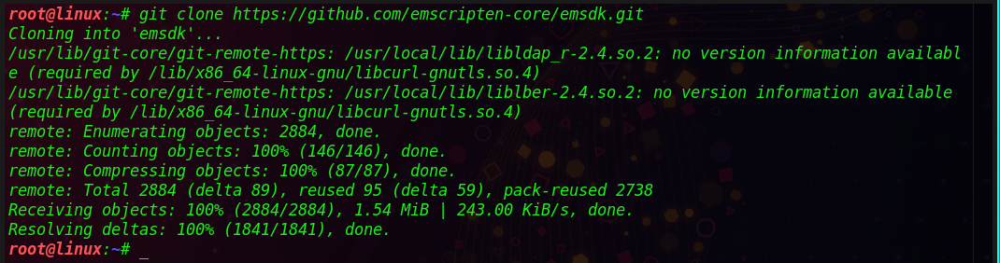 root@linux:~# git clone https://github.com/emscripten-core/emsdk.git
Cloning into 'emsdk'...
/usr/lib/git-core/git-remote-https: /usr/local/lib/libldap_r-2.4.so.2: no version information availabl
e (required by /lib/x86_64-linux-gnu/libcurl-gnutls.so.4)
/usr/lib/git-core/git-remote-https: /usr/local/lib/liblber-2.4.so.2: no version information available
(required by /lib/x86_64-linux-gnu/libcurl-gnutls.so.4)
remote: Enumerating objects: 2884, done.
remote: Counting objects: 100% (146/146), done.
remote: Compressing objects: 100% (87/87), done.
remote: Total 2884 (delta 89), reused 95 (delta 59), pack-reused 2738
Receiving objects: 100% (2884/2884), 1.54 MiB | 243.00 KiB/s, done.
Resolving deltas: 100% (1841/1841), done.
root@linux:~# _